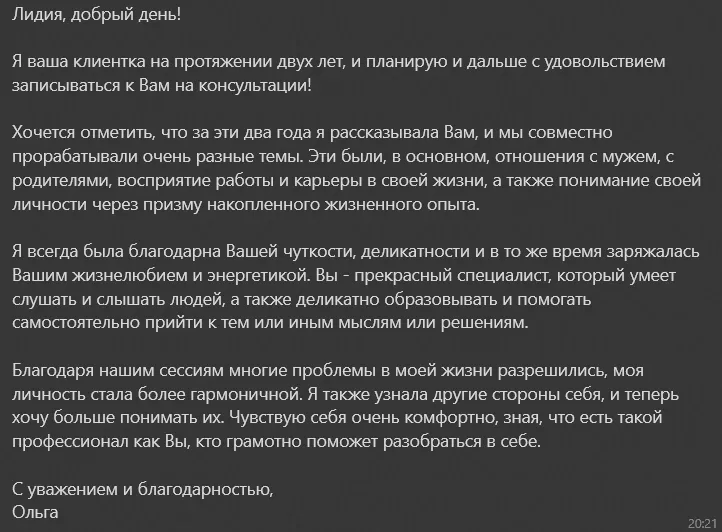 Лидия, добрый день!
Я ваша клиентка на протяжении двух лет, и планирую и дальше с удовольствием
записываться к Вам на консультации!
Хочется отметить, что за эти два года я рассказывала Вам, и мы совместно
прорабатывали очень разные темы. Эти были, в основном, отношения с мужем, с
родителями, восприятие работы и карьеры в своей жизни, а также понимание своей
личности через призму накопленного жизненного опыта.
Я всегда была благодарна Вашей чуткости, деликатности и в то же время заряжалась
Вашим жизнелюбием и энергетикой. Вы - прекрасный специалист, который умеет
слушать и слышать людей, а также деликатно образовывать и помогать
самостоятельно прийти к тем или иным мыслям или решениям.
Благодаря нашим сессиям многие проблемы в моей жизни разрешились, моя
личность стала более гармоничной. Я также узнала другие стороны себя, и теперь
хочу больше понимать их. Чувствую себя очень комфортно, зная, что есть такой
профессионал как Вы, кто грамотно поможет разобраться в себе.
С уважением и благодарностью,
Ольга
20:21